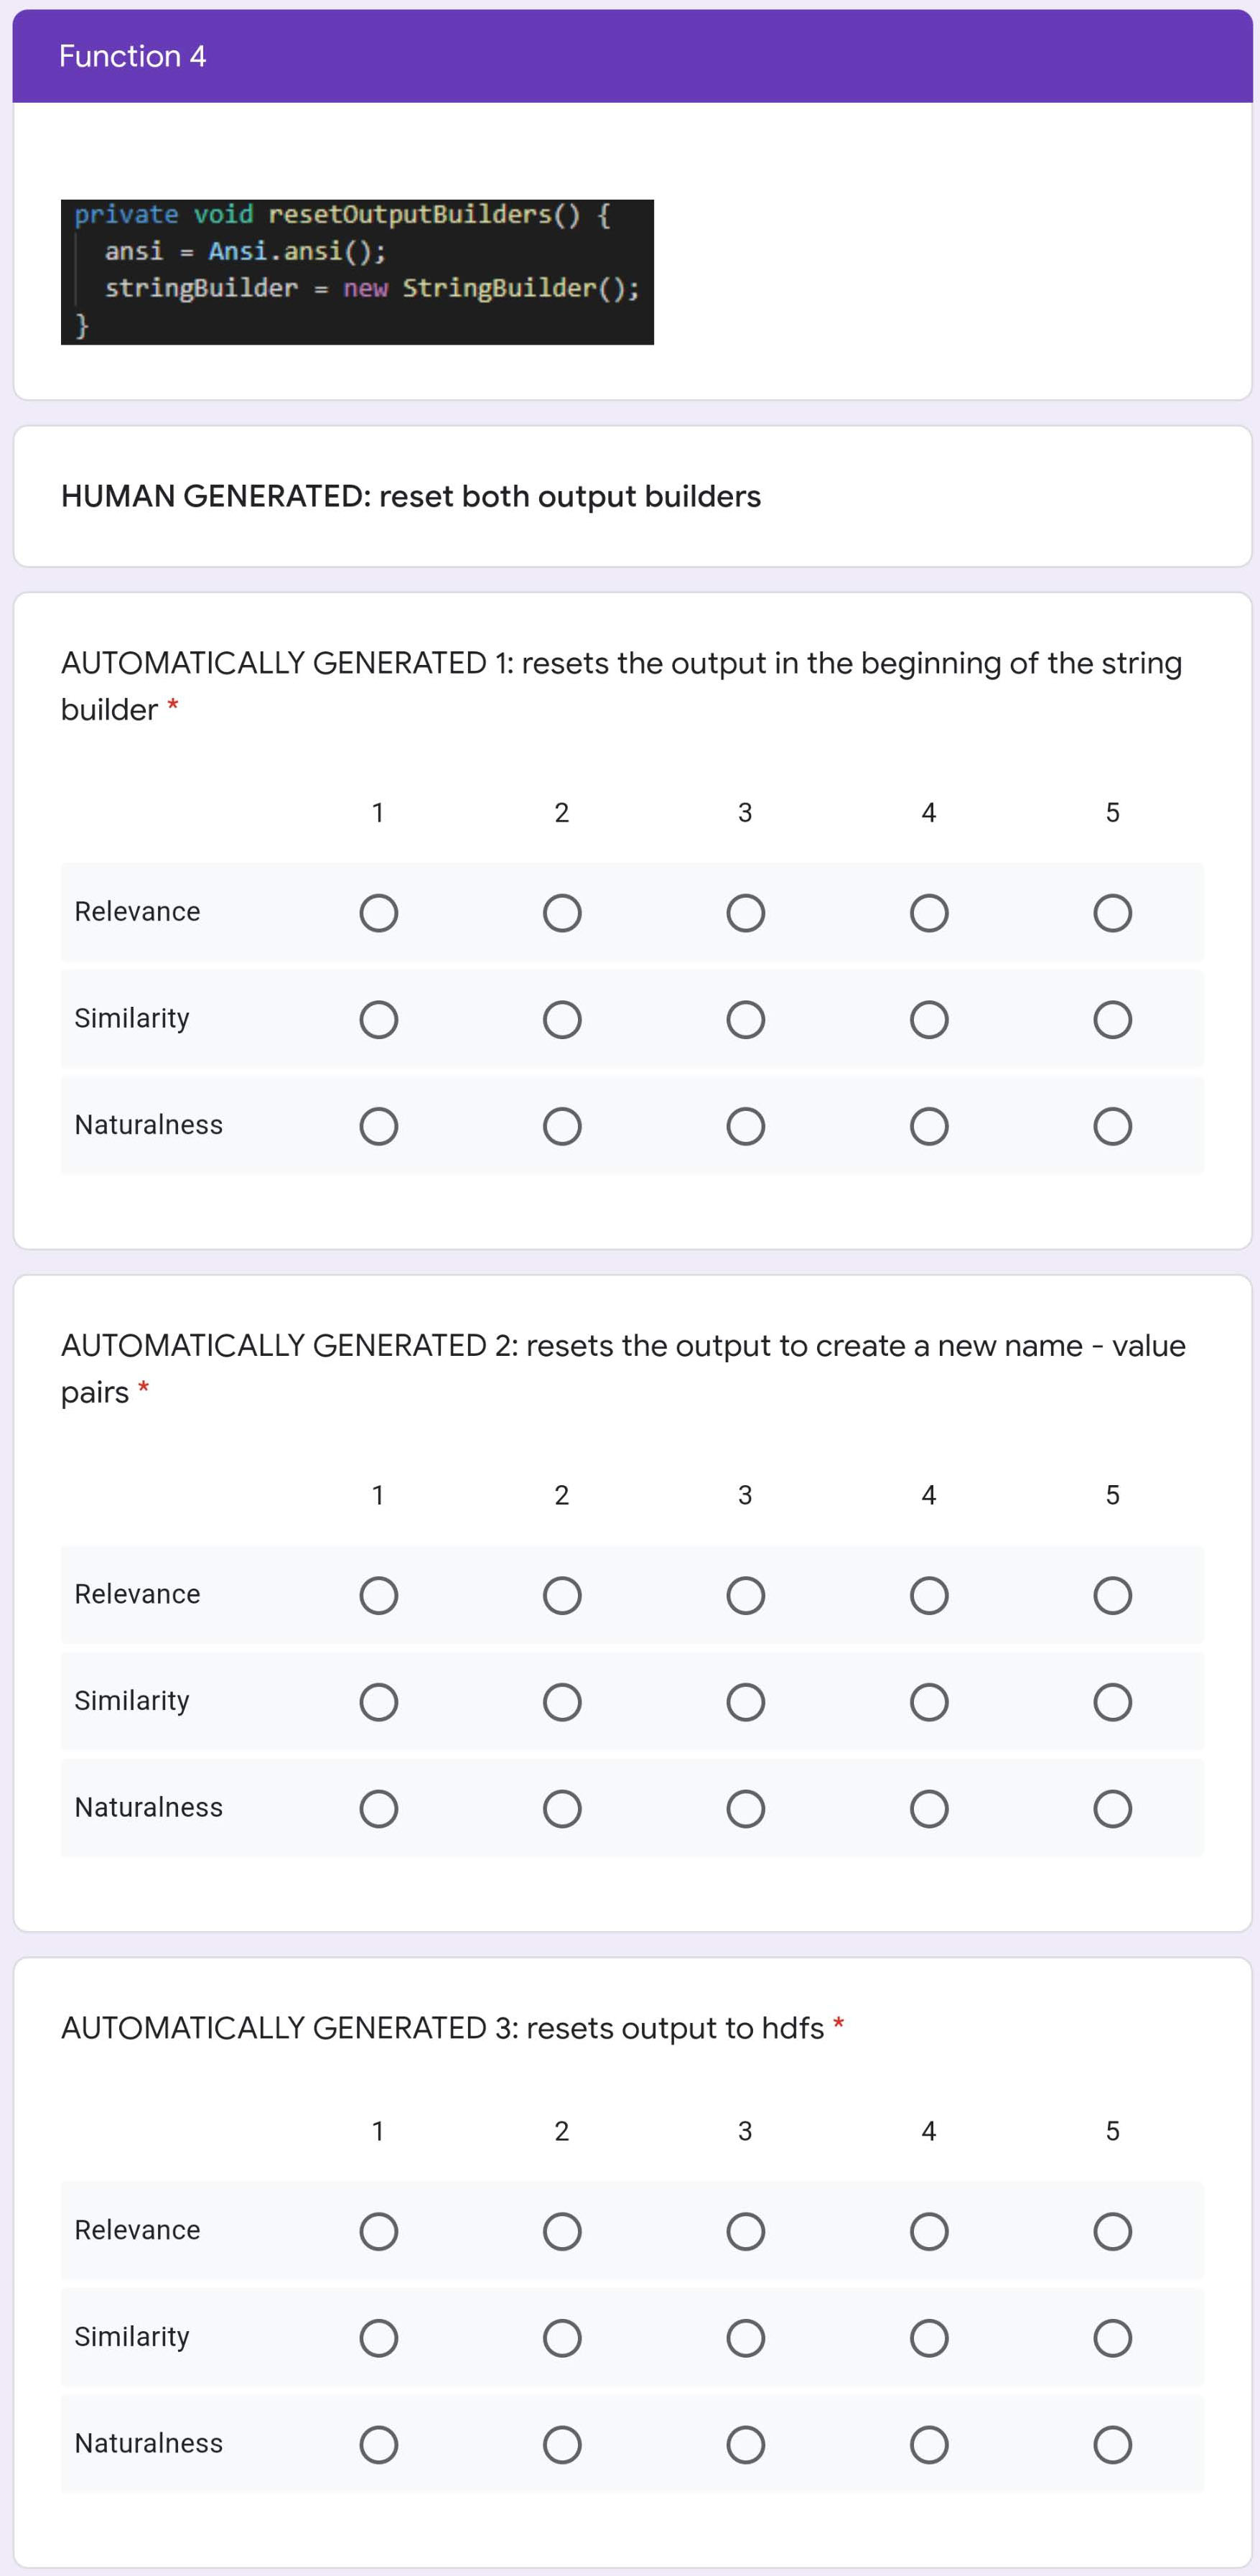 Function 4
private void resetOutputBuilders() {
ansi = Ansi.ansi();
stringBuilder = new StringBuilder();
}
HUMAN GENERATED: reset both output builders
AUTOMATICALLY GENERATED 1: resets the output in the beginning of the string
builder *
1 2 3 4 5
Relevance
Similarity
Naturalness
AUTOMATICALLY GENERATED 2: resets the output to create a new name - value
pairs *
1 2 3 4 5
Relevance
Similarity
Naturalness
AUTOMATICALLY GENERATED 3: resets output to hdfs *
1 2 3 4 5
Relevance
Similarity
Naturalness